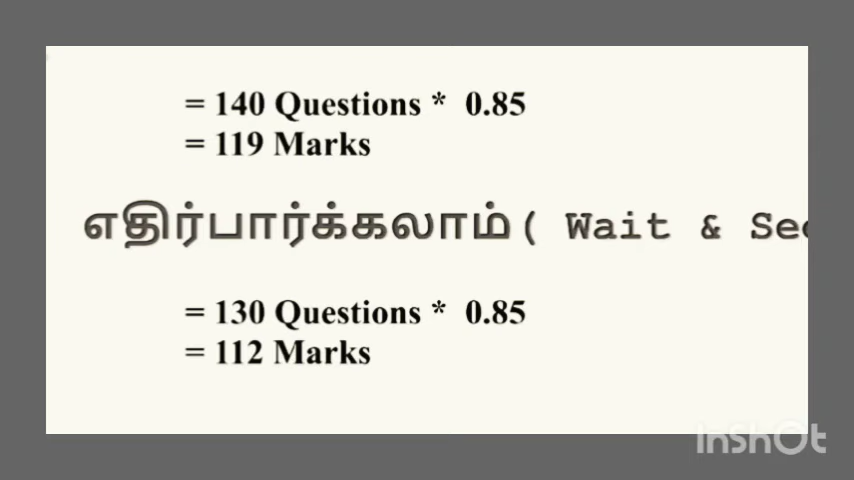 = 140 Questions * 0.85
= 119 Marks
எதிர்பார்க்கலாம் ( Wait &
= 130 Questions * 0.85
= 112 Marks
InShOt